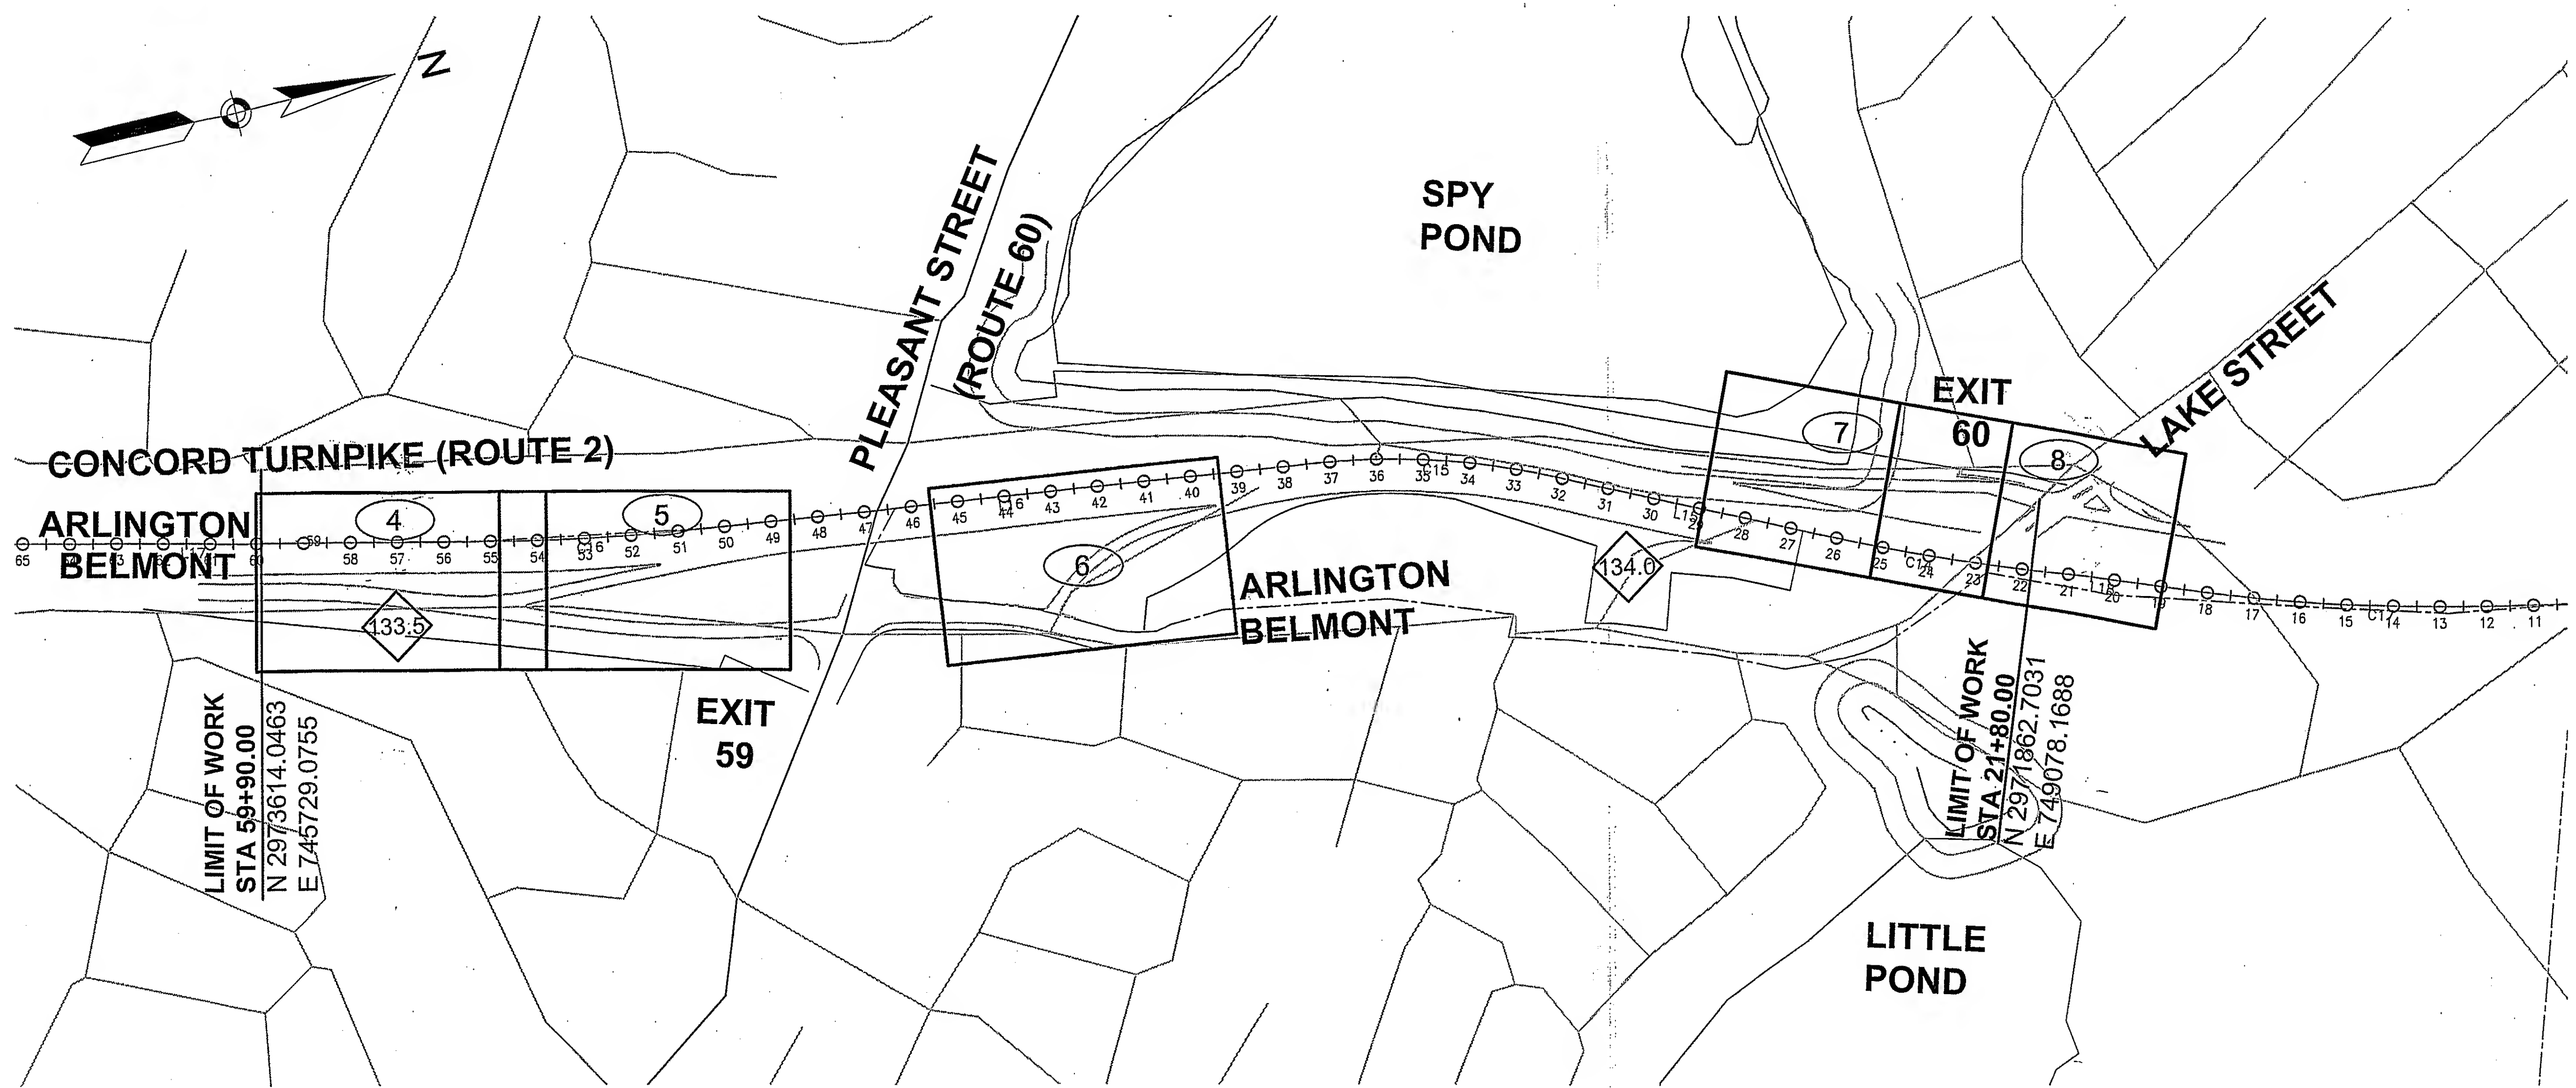 N
SPY
POND
PLEASANT STREET
(ROUTE 60)
LAKE STREET
EXIT
60
CONCORD TURNPIKE (ROUTE 2)
ARLINGTON
BELMONT
4
5
6
7
8
133.5
134.0
ARLINGTON
BELMONT
65 58 57 56 55 54 53 52 51 50 49 48 47 46 45 44 43 42 41 40 39 38 37 36 35 34 33 32 31 30 29 28 27 26 25 24 23 22 21 20 19 18 17 16 15 14 13 12 11
EXIT
59
LIMIT OF WORK
STA 59+90.00
N 2973614.0463
E 745729.0755
LIMIT OF WORK
STA 21+80.00
N 2971862.7031
E 749078.1688
LITTLE
POND